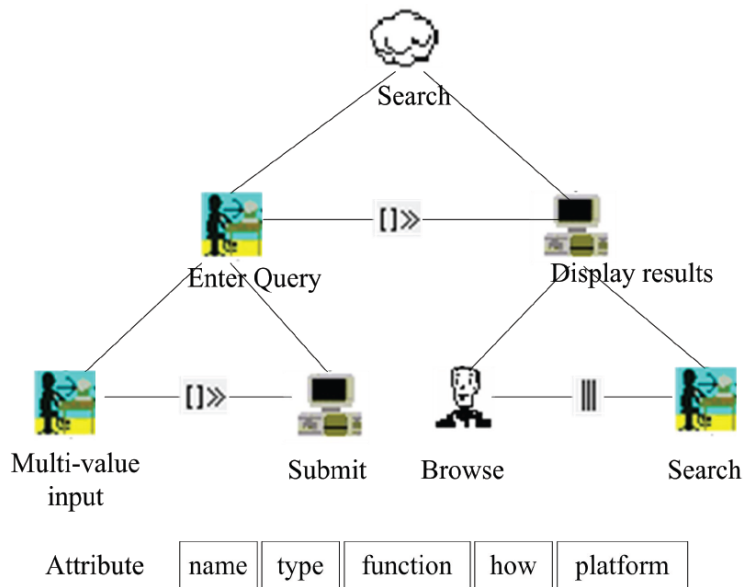 Search
[]>>
Enter Query
Display results
[]>>
|||
Multi-value
input
Submit
Browse
Search
Attribute name type function how platform